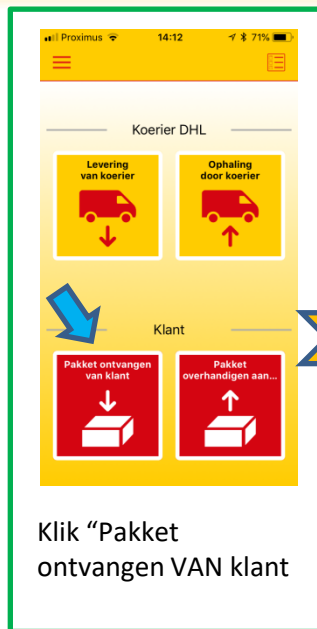 Proximus 14:12 71%
Koerier DHL
Levering
van koerier
Ophaling
door koerier
Klant
Pakket ontvangen
van klant
Pakket
overhandigen aan...
Klik “Pakket
ontvangen VAN klant